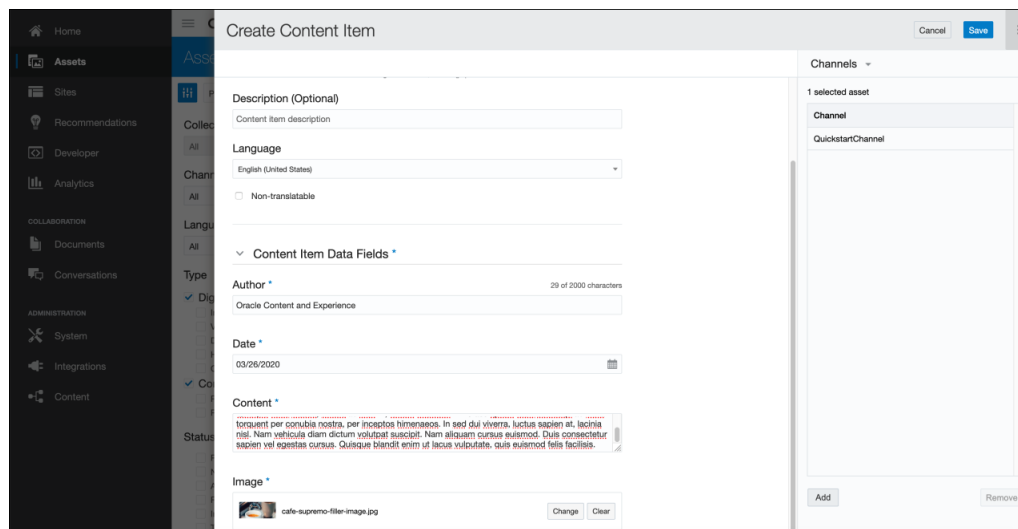 Home
Assets
Sites
Recommendations
Developer
Analytics
COLLABORATION
Documents
Conversations
ADMINISTRATION
System
Integrations
Content
Create Content Item
Cancel
Save
Description (Optional)
Content item description
Language
English (United States)
Non-translatable
Content Item Data Fields *
Author *
29 of 2000 characters
Oracle Content and Experience
Date *
03/26/2020
Content *
torquent per conubia nostra, per inceptos himenaeos. In sed dui viverra, luctus sapien at, lacinia
nisl. Nam vehicula diam dictum volutpat suscipit. Nam aliquam cursus euismod. Duis consectetur
sapien vel egestas cursus. Quisque blandit enim ut lacus vulputate, quis euismod felis facilisis.
Image *
cafe-supremo-filler-image.jpg
Change
Clear
Channels
1 selected asset
Channel
QuickstartChannel
Add
Remove
All
All
All
Type
Status